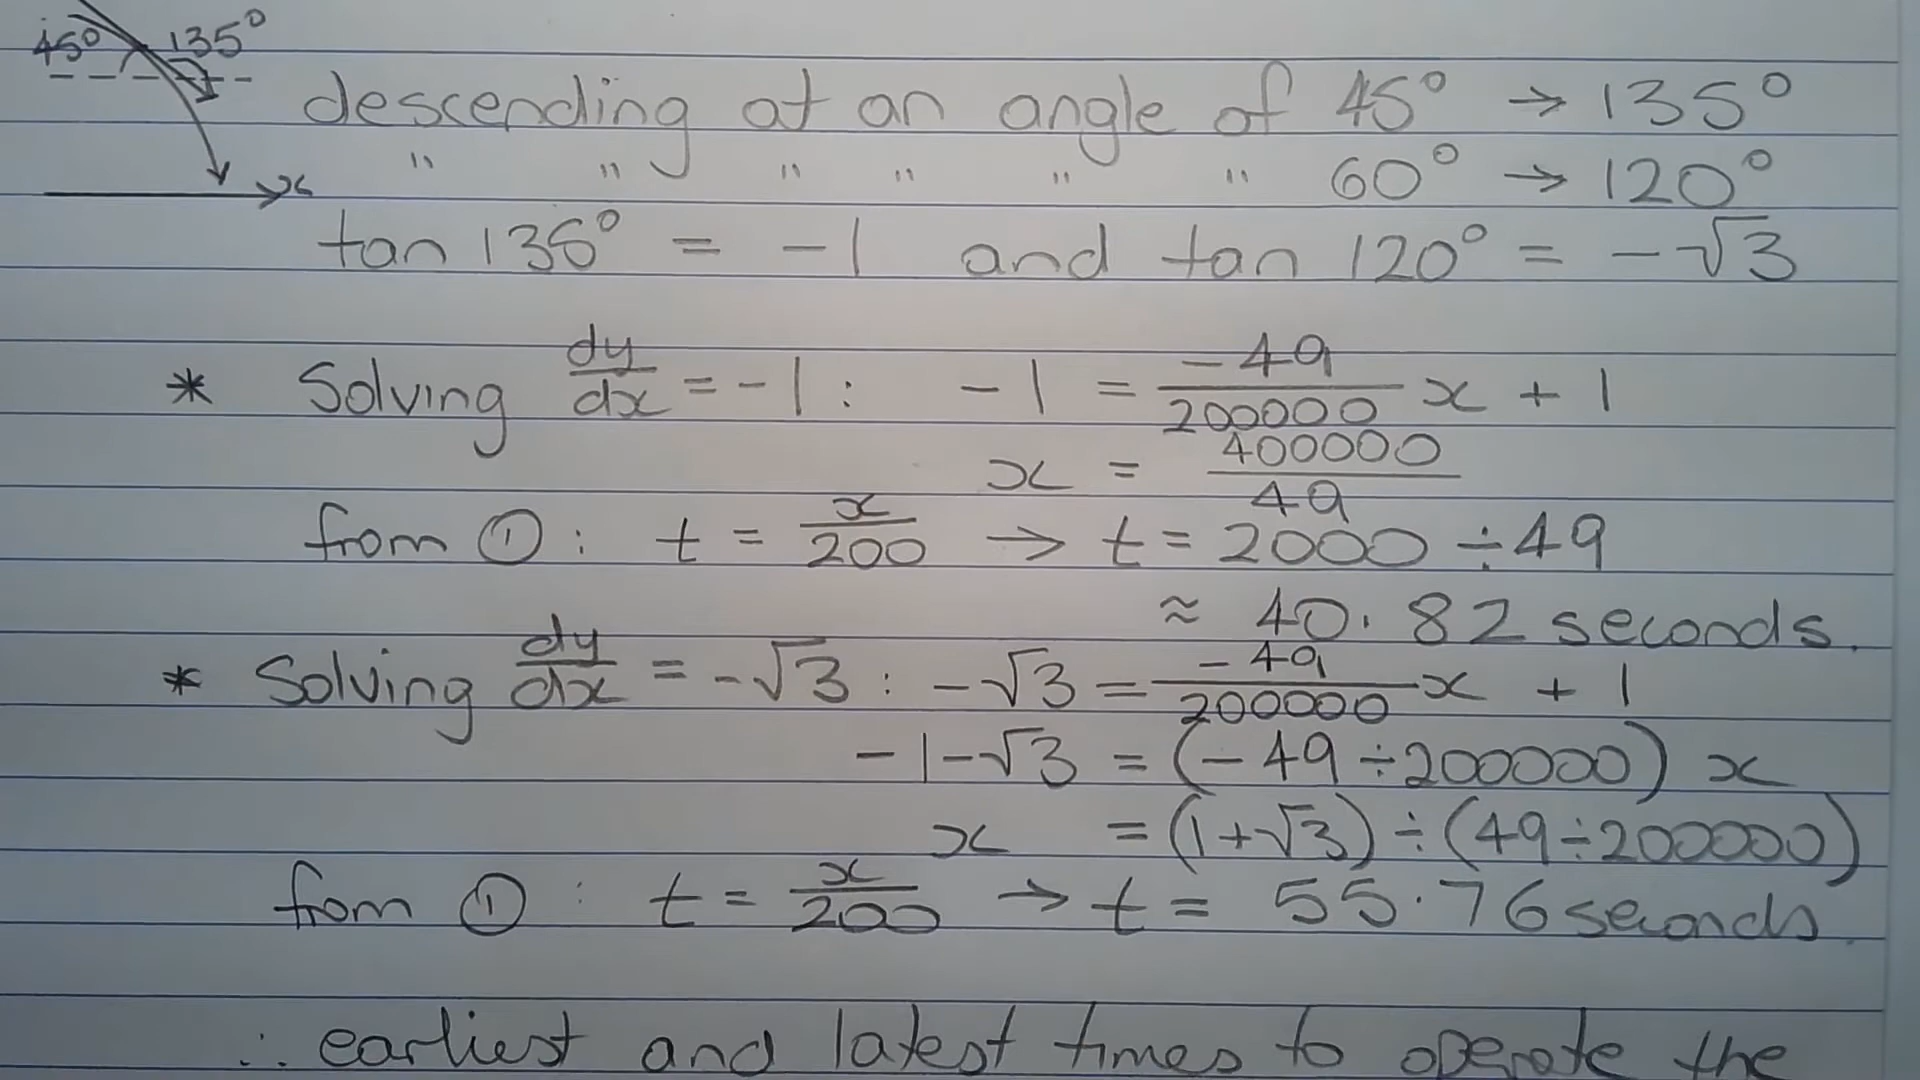 45° 135°
descending at an angle of 45° → 135°
" " " " " " 60° → 120°
x
tan 135° = -1 and tan 120° = -√3
* Solving dy/dx = -1 : -1 = -49/200000 x + 1
x = 400000/49
from ① : t = x/200 → t = 2000 ÷ 49
≈ 40.82 seconds.
* Solving dy/dx = -√3 : -√3 = -49/200000 x + 1
-1-√3 = (-49÷200000) x
x = (1+√3) ÷ (49÷200000)
from ① : t = x/200 → t = 55.76 seconds.
∴ earliest and latest times to operate the